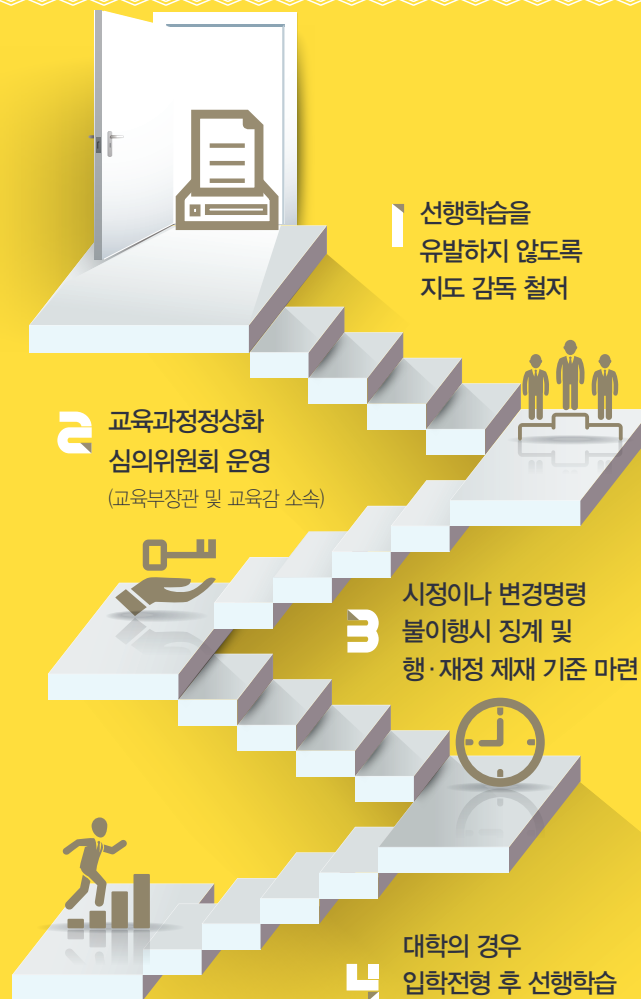 1
선행학습을
유발하지 않도록
지도 감독 철저
2
교육과정정상화
심의위원회 운영
(교육부장관 및 교육감 소속)
3
시정이나 변경명령
불이행시 징계 및
행·재정 제재 기준 마련
4
대학의 경우
입학전형 후 선행학습